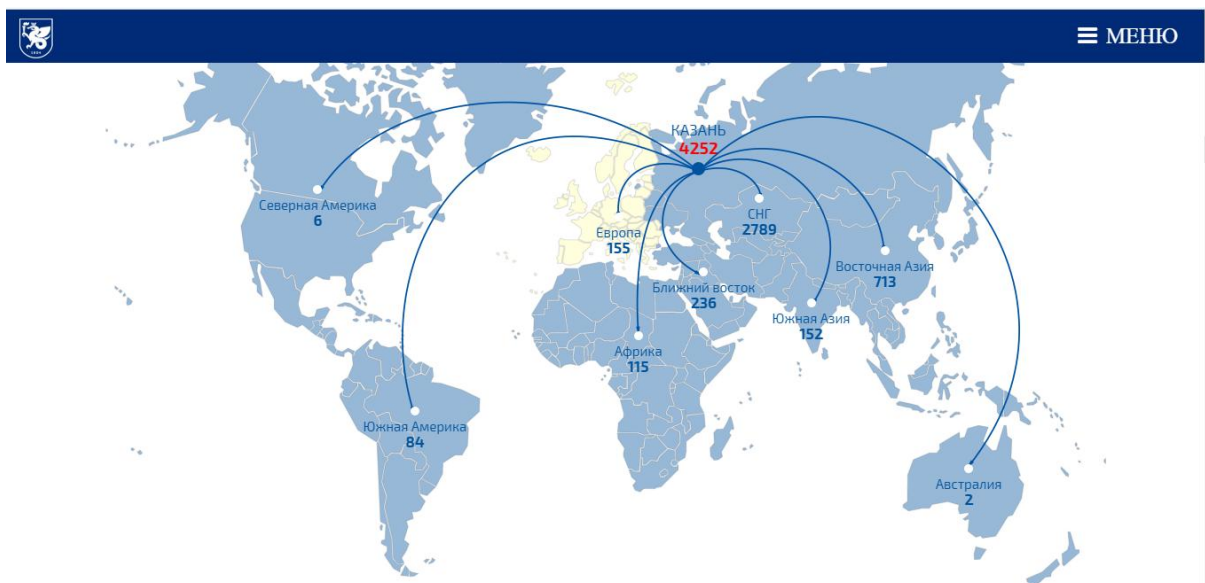 МЕНЮ
КАЗАНЬ
4252
Северная Америка
6
СНГ
2789
Европа
155
Восточная Азия
713
Ближний восток
236
Южная Азия
152
Африка
115
Южная Америка
84
Австралия
2